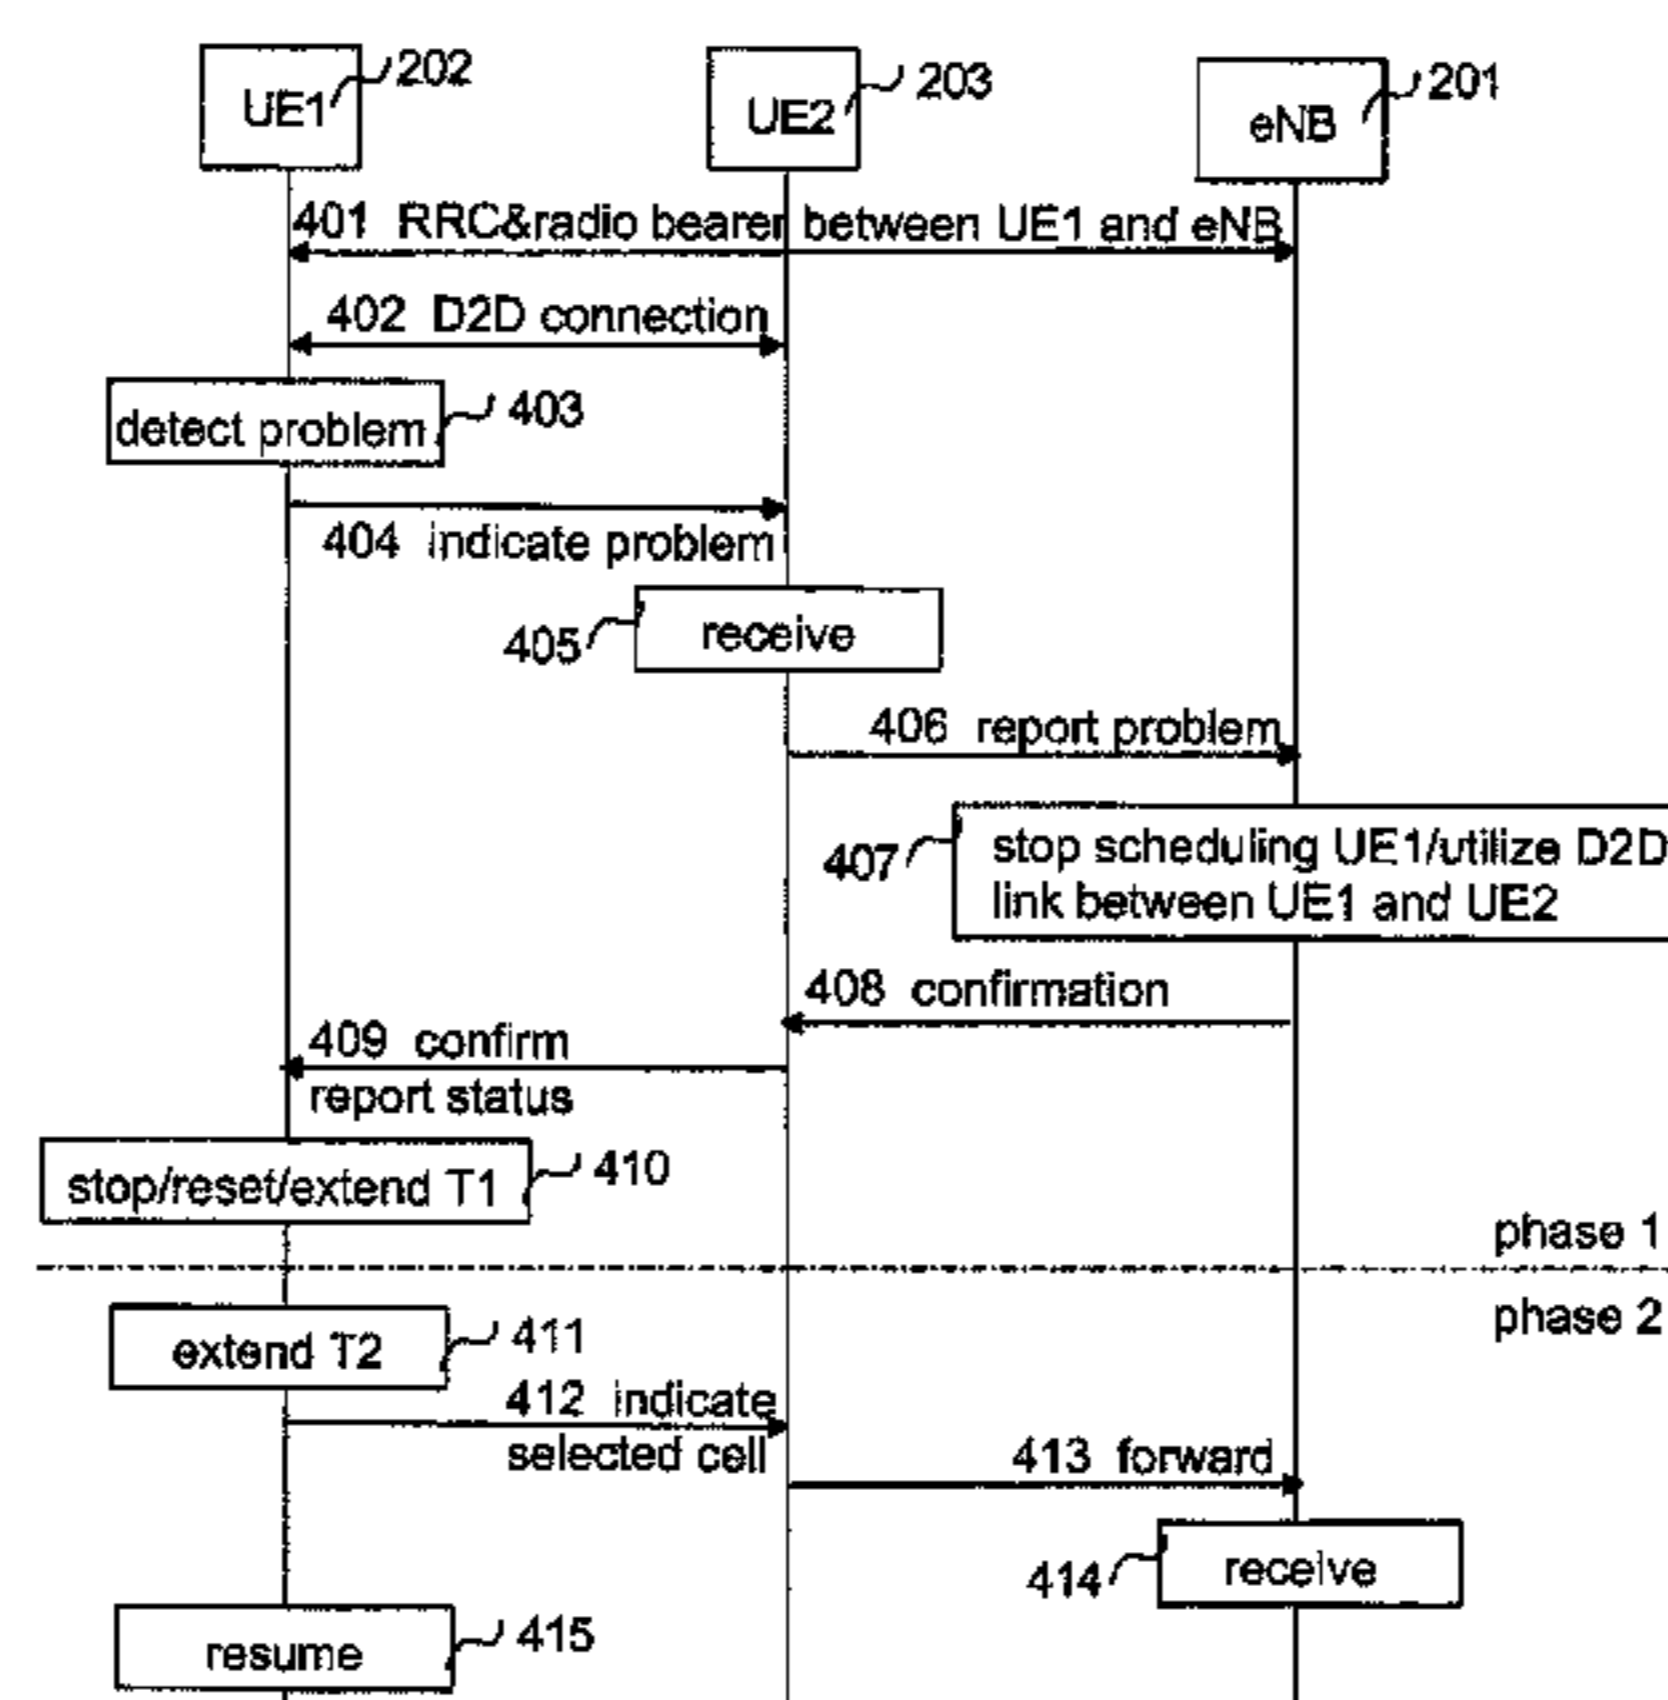 UE1 202
UE2 203
eNB 201
401 RRC&radio bearer between UE1 and eNB
402 D2D connection
detect problem 403
404 indicate problem
405 receive
406 report problem
407 stop scheduling UE1/utilize D2D
link between UE1 and UE2
408 confirmation
409 confirm
report status
stop/reset/extend T1 410
phase 1
phase 2
extend T2 411
412 indicate
selected cell
413 forward
414 receive
resume 415